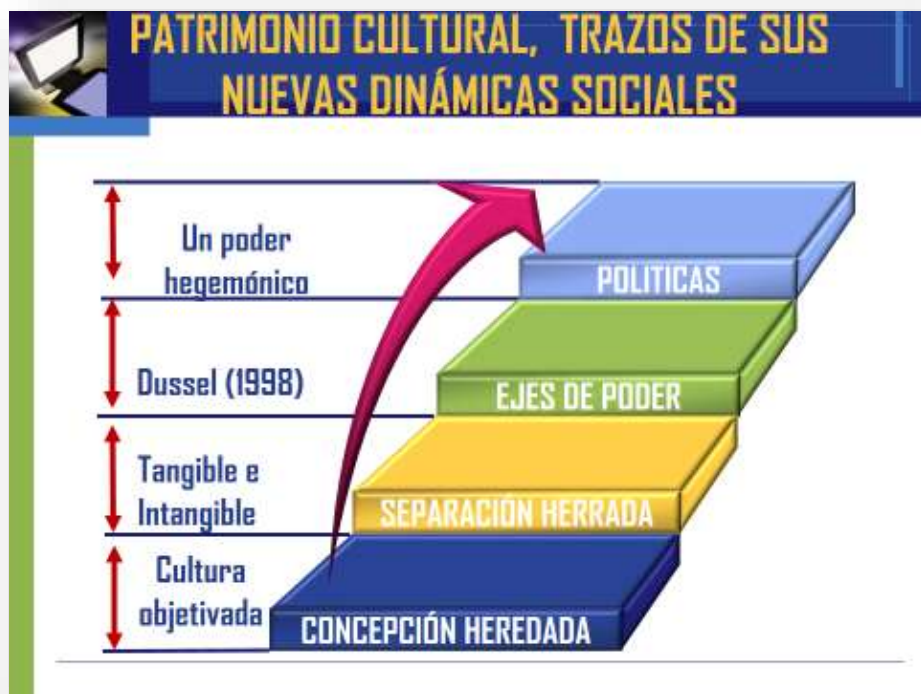 PATRIMONIO CULTURAL, TRAZOS DE SUS
NUEVAS DINÁMICAS SOCIALES
Un poder
hegemónico
POLITICAS
Dussel (1998)
EJES DE PODER
Tangible e
Intangible
SEPARACIÓN HERRADA
Cultura
objetivada
CONCEPCIÓN HEREDADA